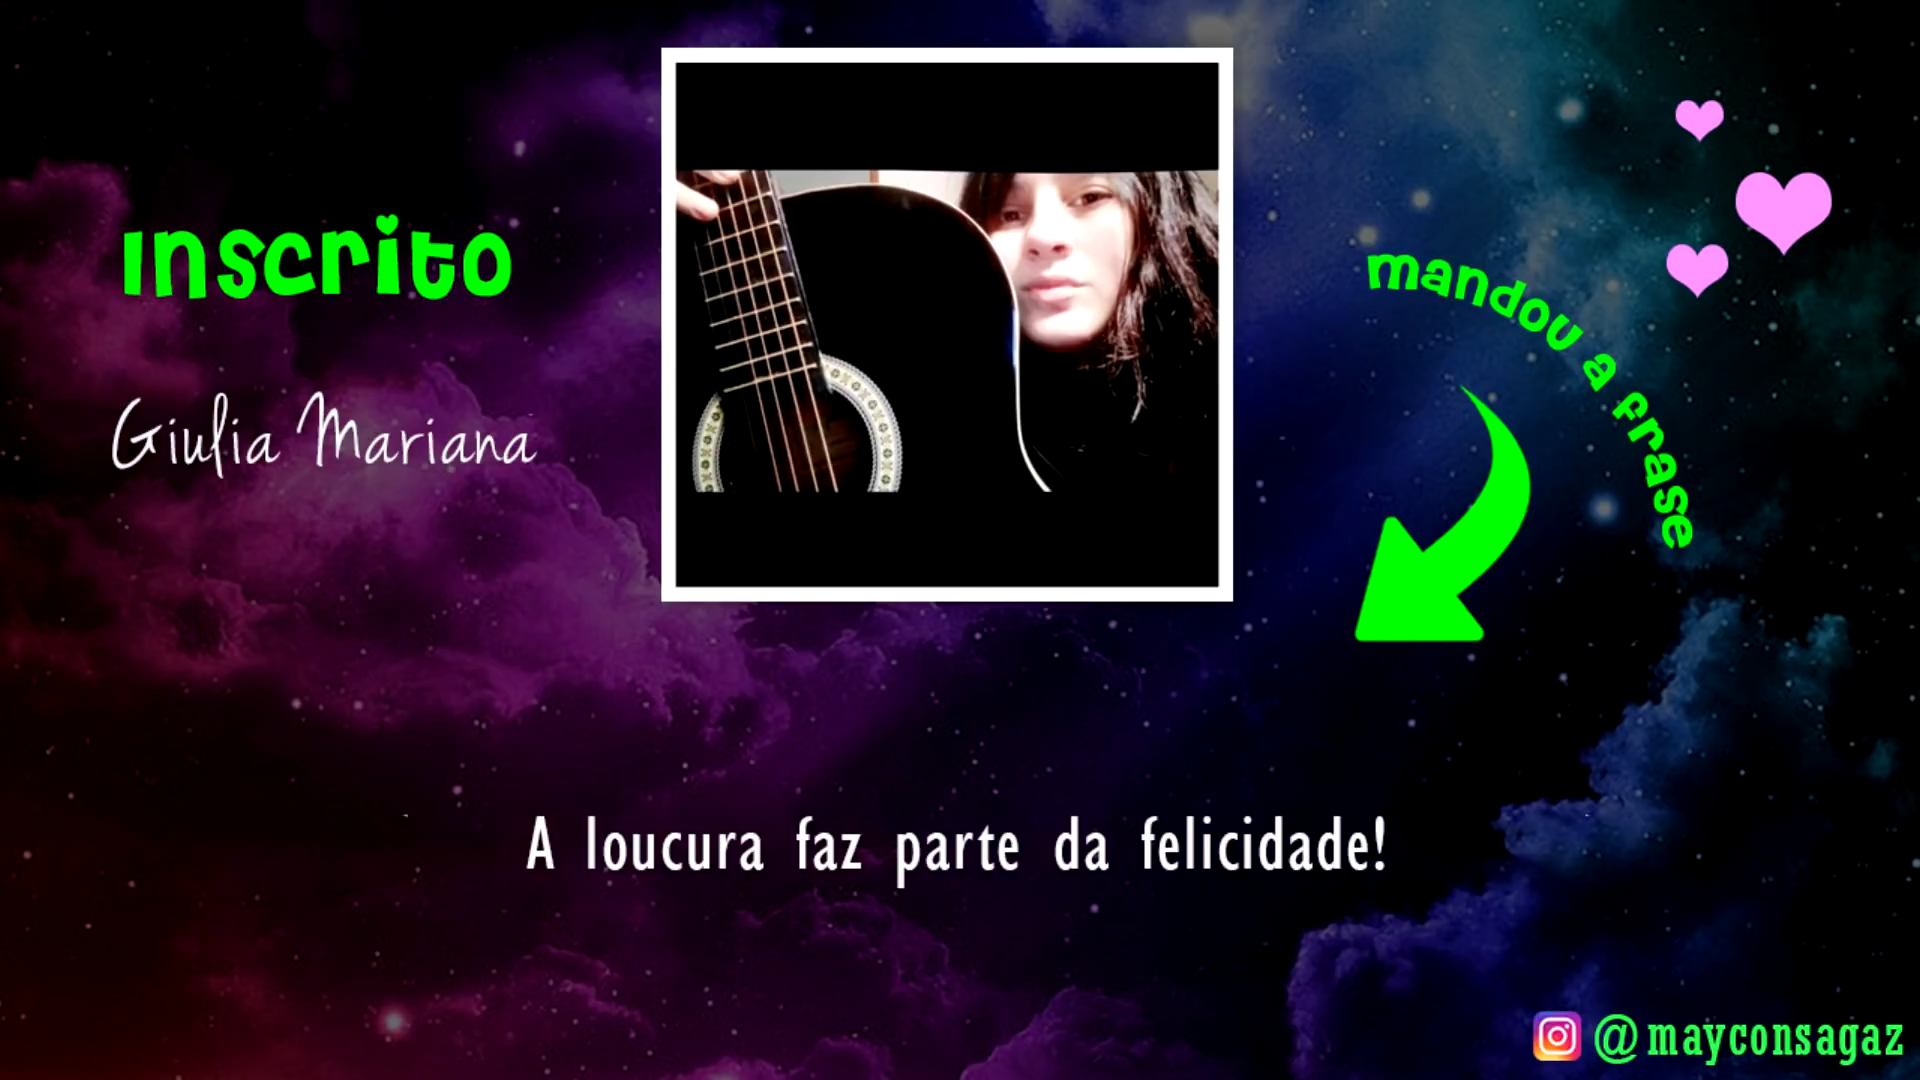 Inscrito
Giulia Mariana
mandou a frase
A loucura faz parte da felicidade!
@mayconsagaz